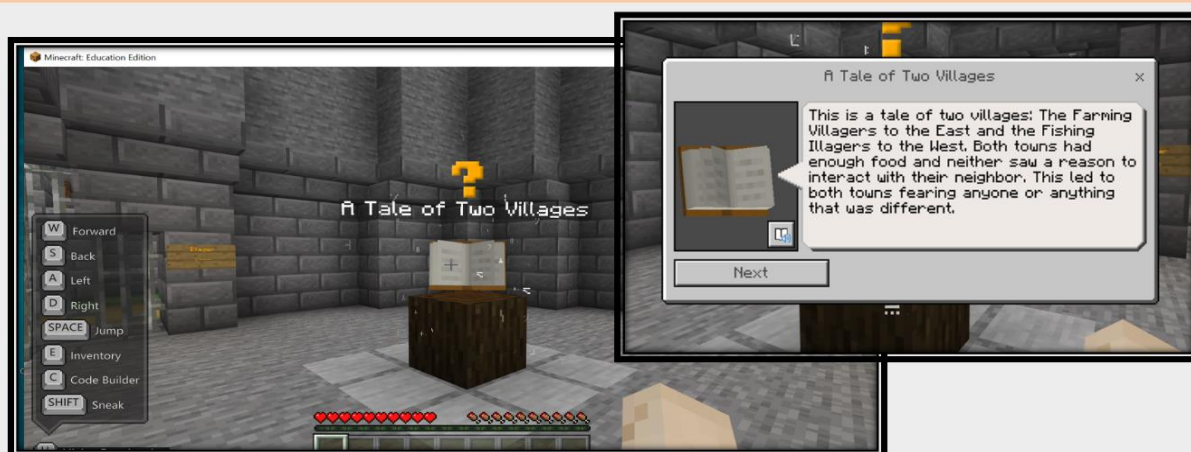 Minecraft: Education Edition
A Tale of Two Villages
W Forward
S Back
A Left
D Right
SPACE Jump
E Inventory
C Code Builder
SHIFT Sneak
A Tale of Two Villages
This is a tale of two villages: The Farming
Villagers to the East and the Fishing
Illagers to the West. Both towns had
enough food and neither saw a reason to
interact with their neighbor. This led to
both towns fearing anyone or anything
that was different.
Next